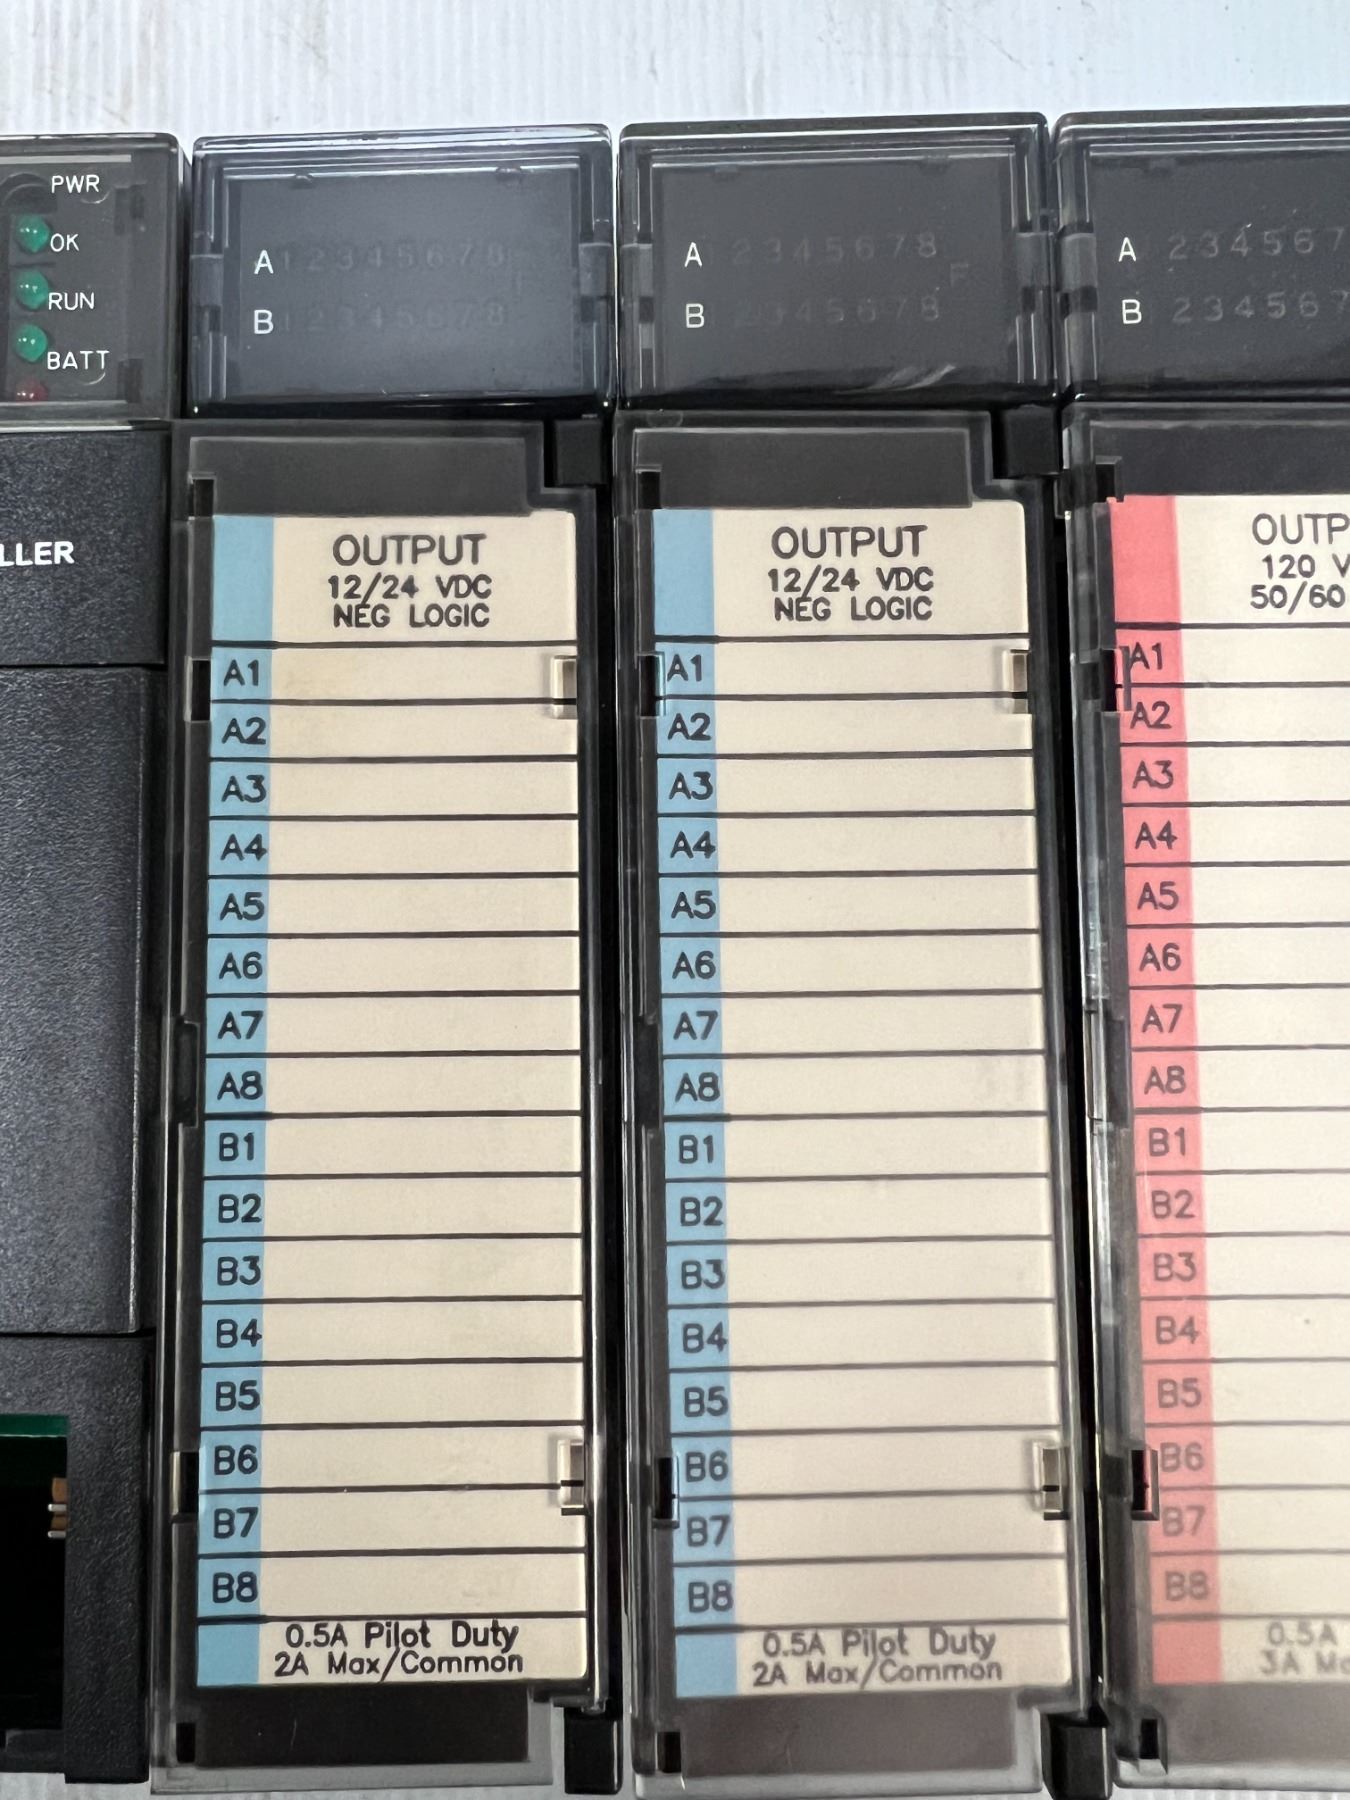 PWR
OK
RUN
BATT
LLER
A 1 2 3 4 5 6 7 8
B 1 2 4 5 7 8
OUTPUT
12/24 VDC
NEG LOGIC
A1
A2
A3
A4
A5
A6
A7
A8
B1
B2
B3
B4
B5
B6
B7
B8
0.5A Pilot Duty
2A Max/Common
A 2 3 4 5 6 7 8
F
B 3 4 5 6 7 8
OUTPUT
12/24 VDC
NEG LOGIC
A1
A2
A3
A4
A5
A6
A7
A8
B1
B2
B3
B4
B5
B6
B7
B8
0.5A Pilot Duty
2A Max/Common
A 2 3 4 5 6 7
B 2 3 4 5 6 7
OUTP
120 V
50/60
A1
A2
A3
A4
A5
A6
A7
A8
B1
B2
B3
B4
B5
B6
B7
B8
0.5A
3A Ma